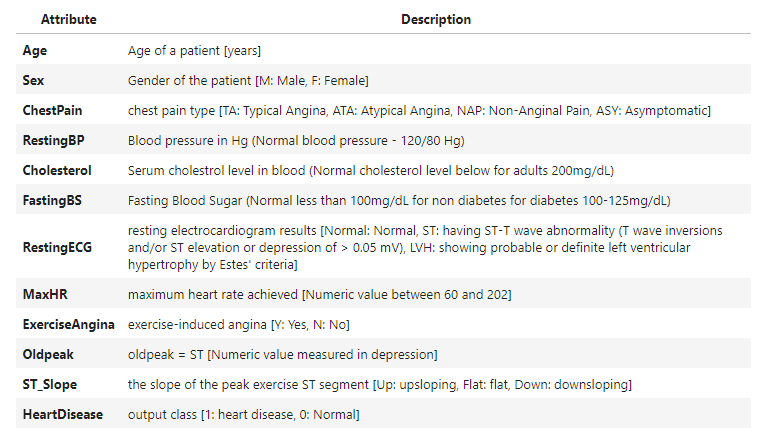 Attribute Description
Age Age of a patient [years]
Sex Gender of the patient [M: Male, F: Female]
ChestPain chest pain type [TA: Typical Angina, ATA: Atypical Angina, NAP: Non-Anginal Pain, ASY: Asymptomatic]
RestingBP Blood pressure in Hg (Normal blood pressure - 120/80 Hg)
Cholesterol Serum cholestrol level in blood (Normal cholesterol level below for adults 200mg/dL)
FastingBS Fasting Blood Sugar (Normal less than 100mg/dL for non diabetes for diabetes 100-125mg/dL)
resting electrocardiogram results [Normal: Normal, ST: having ST-T wave abnormality (T wave inversions
RestingECG and/or ST elevation or depression of > 0.05 mV), LVH: showing probable or definite left ventricular
hypertrophy by Estes' criteria]
MaxHR maximum heart rate achieved [Numeric value between 60 and 202]
ExerciseAngina exercise-induced angina [Y: Yes, N: No]
Oldpeak oldpeak = ST [Numeric value measured in depression]
ST_Slope the slope of the peak exercise ST segment [Up: upsloping, Flat: flat, Down: downsloping]
HeartDisease output class [1: heart disease, 0: Normal]